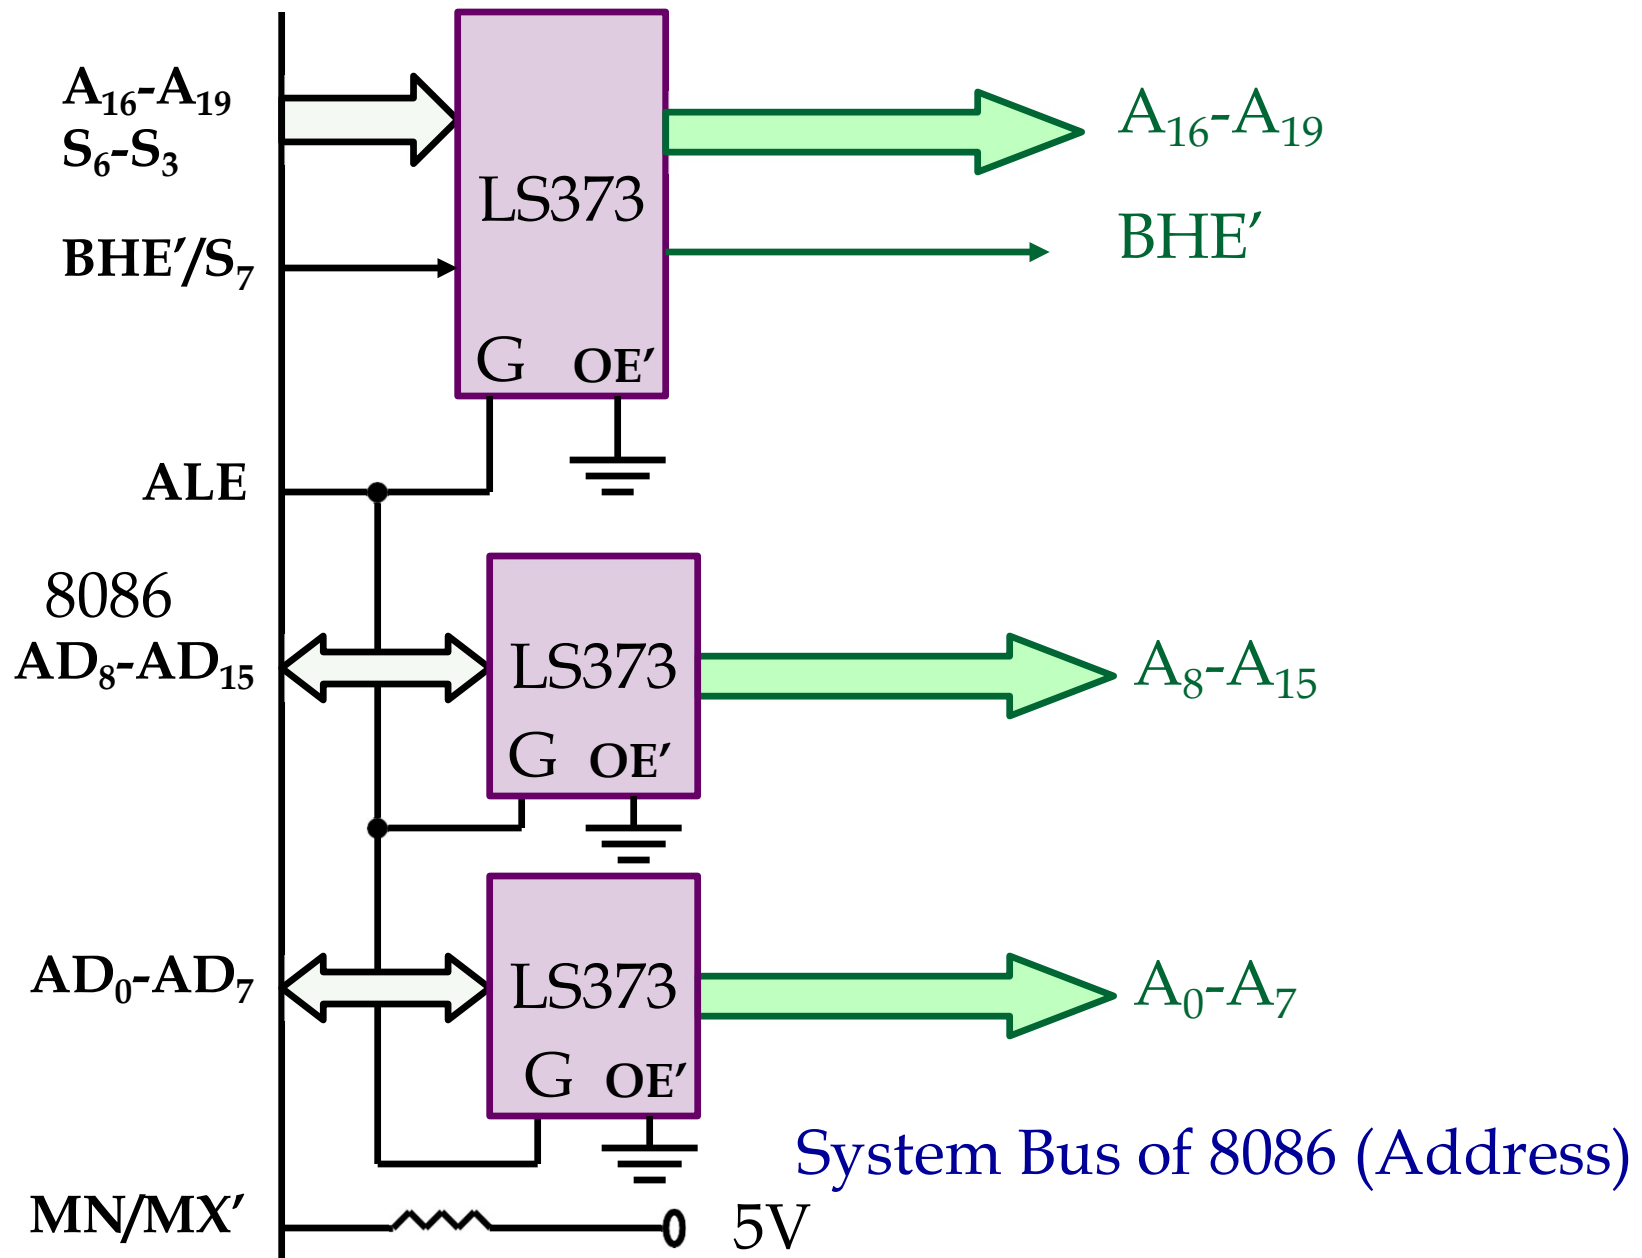 A₁₆-A₁₉
S₆-S₃
A₁₆-A₁₉
LS373
BHE′/S₇
BHE′
G OE′
ALE
8086
AD₈-AD₁₅
LS373
A₈-A₁₅
G OE′
AD₀-AD₇
LS373
A₀-A₇
G OE′
System Bus of 8086 (Address)
MN/MX′
5V